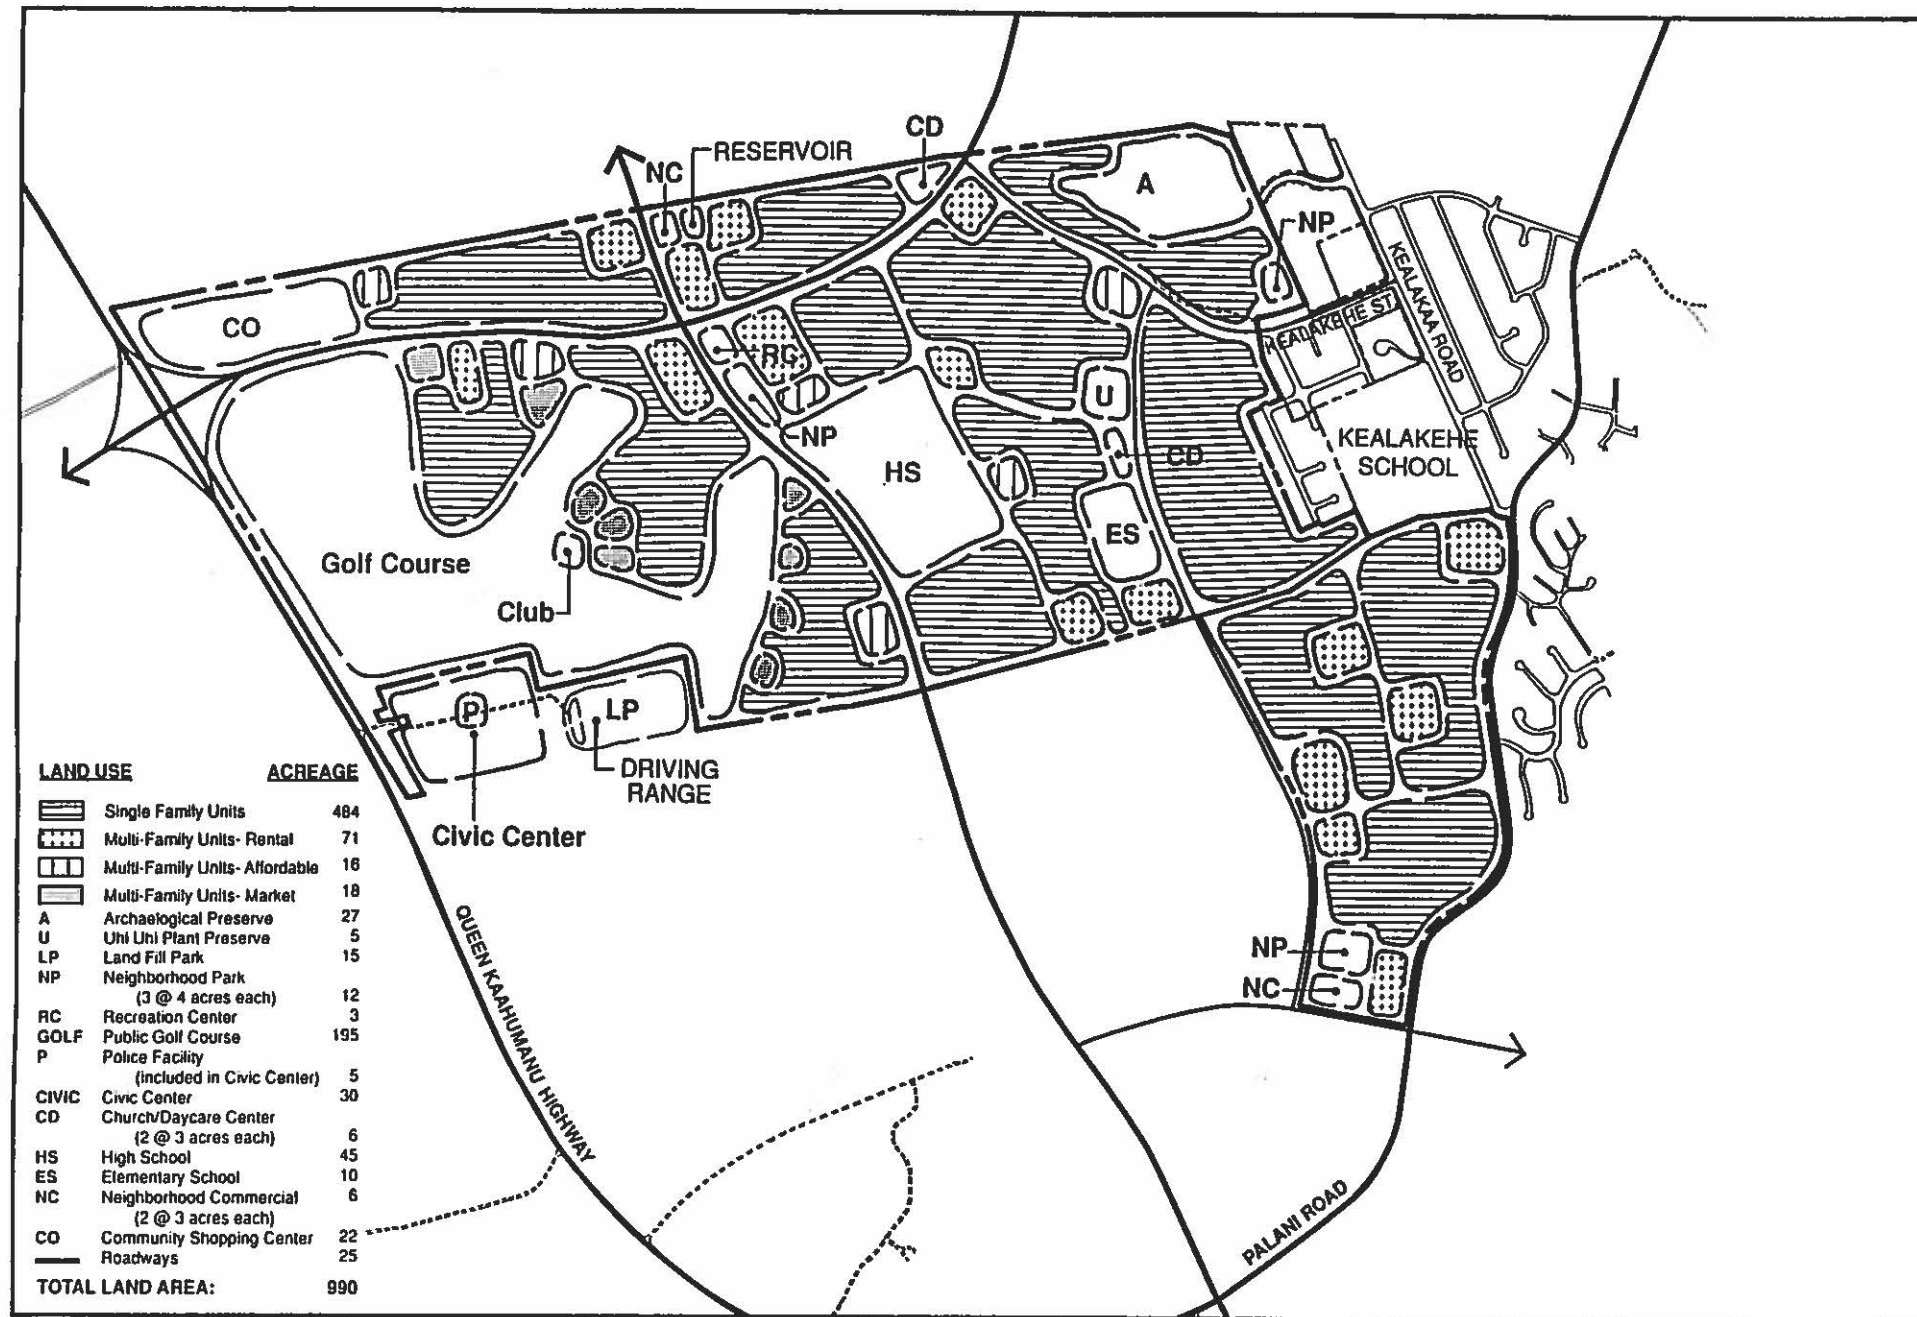 CD
RESERVOIR
NC
A
NP
KEALAKAA ROAD
CO
KEALAKEHE ST.
RC
U
NP
KEALAKEHE
SCHOOL
CD
HS
ES
Golf Course
Club
P
LP
DRIVING
RANGE
Civic Center
NP
NC
QUEEN KAAHUMANU HIGHWAY
PALANI ROAD
LAND USE ACREAGE
Single Family Units 484
Multi-Family Units- Rental 71
Multi-Family Units- Affordable 16
Multi-Family Units- Market 18
A Archaelogical Preserve 27
U Uhi Uhi Plant Preserve 5
LP Land Fill Park 15
NP Neighborhood Park
(3 @ 4 acres each) 12
RC Recreation Center 3
GOLF Public Golf Course 195
P Police Facility
(included in Civic Center) 5
CIVIC Civic Center 30
CD Church/Daycare Center
(2 @ 3 acres each) 6
HS High School 45
ES Elementary School 10
NC Neighborhood Commercial 6
(2 @ 3 acres each)
CO Community Shopping Center 22
Roadways 25
TOTAL LAND AREA: 990